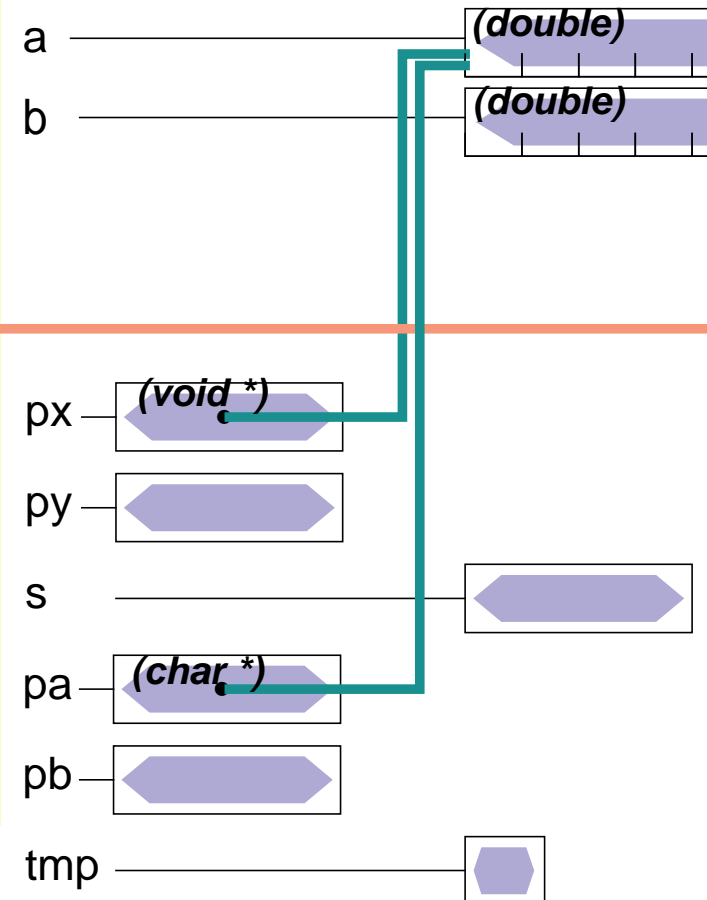 a (double)
b (double)
px (void *)
py
s
pa (char *)
pb
tmp